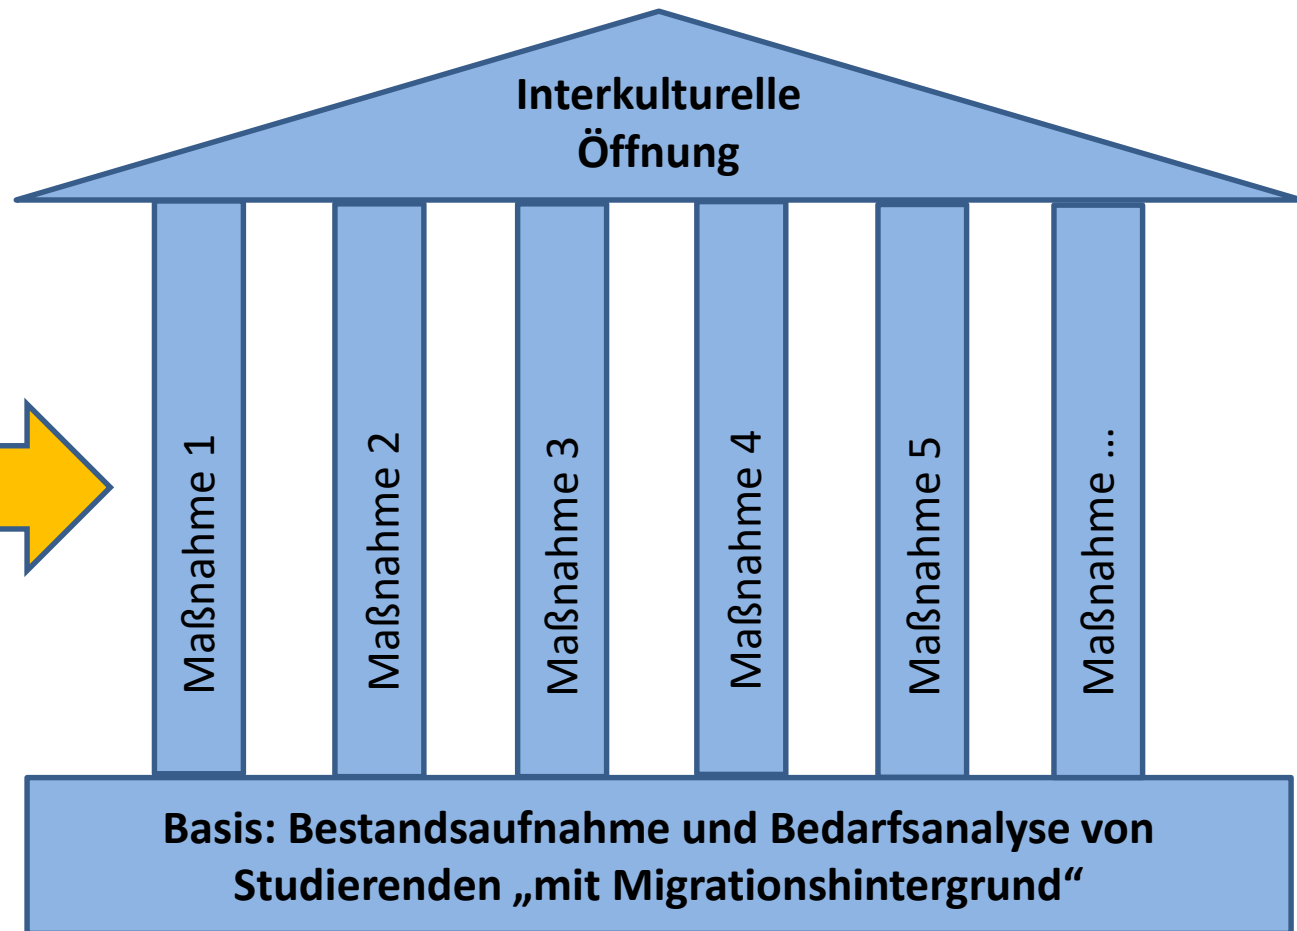 Interkulturelle
Öffnung
Maßnahme 1
Maßnahme 2
Maßnahme 3
Maßnahme 4
Maßnahme 5
Maßnahme ...
Basis: Bestandsaufnahme und Bedarfsanalyse von
Studierenden „mit Migrationshintergrund“